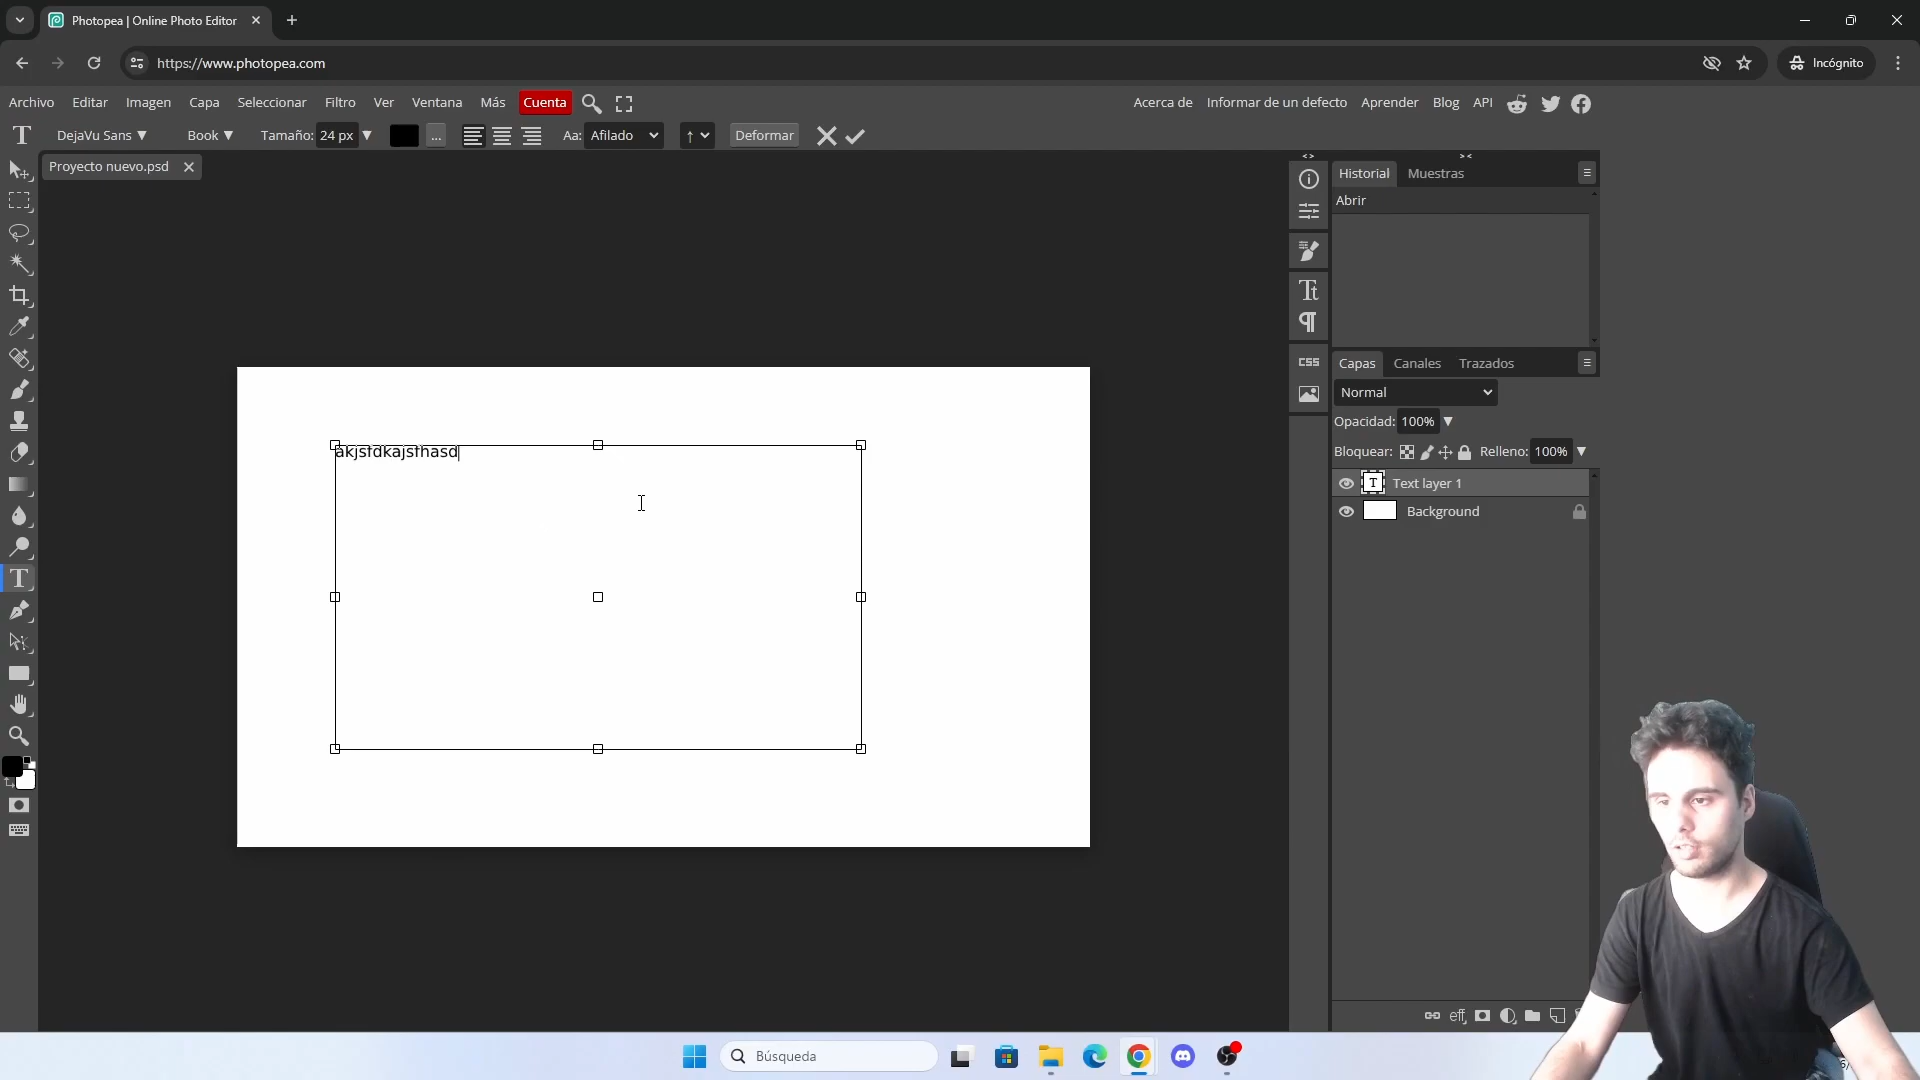 Photopea | Online Photo Editor
https://www.photopea.com
Incógnito
Archivo Editar Imagen Capa Seleccionar Filtro Ver Ventana Más Cuenta
Acerca de Informar de un defecto Aprender Blog API
T DejaVu Sans Book Tamaño: 24 px ... Aa: Afilado Deformar
Proyecto nuevo.psd
Historial Muestras
Abrir
akjsfdkajsfhasd
CSS
Capas Canales Trazados
Normal
Opacidad: 100%
Bloquear: Relleno: 100%
T Text layer 1
Background
eff
Búsqueda